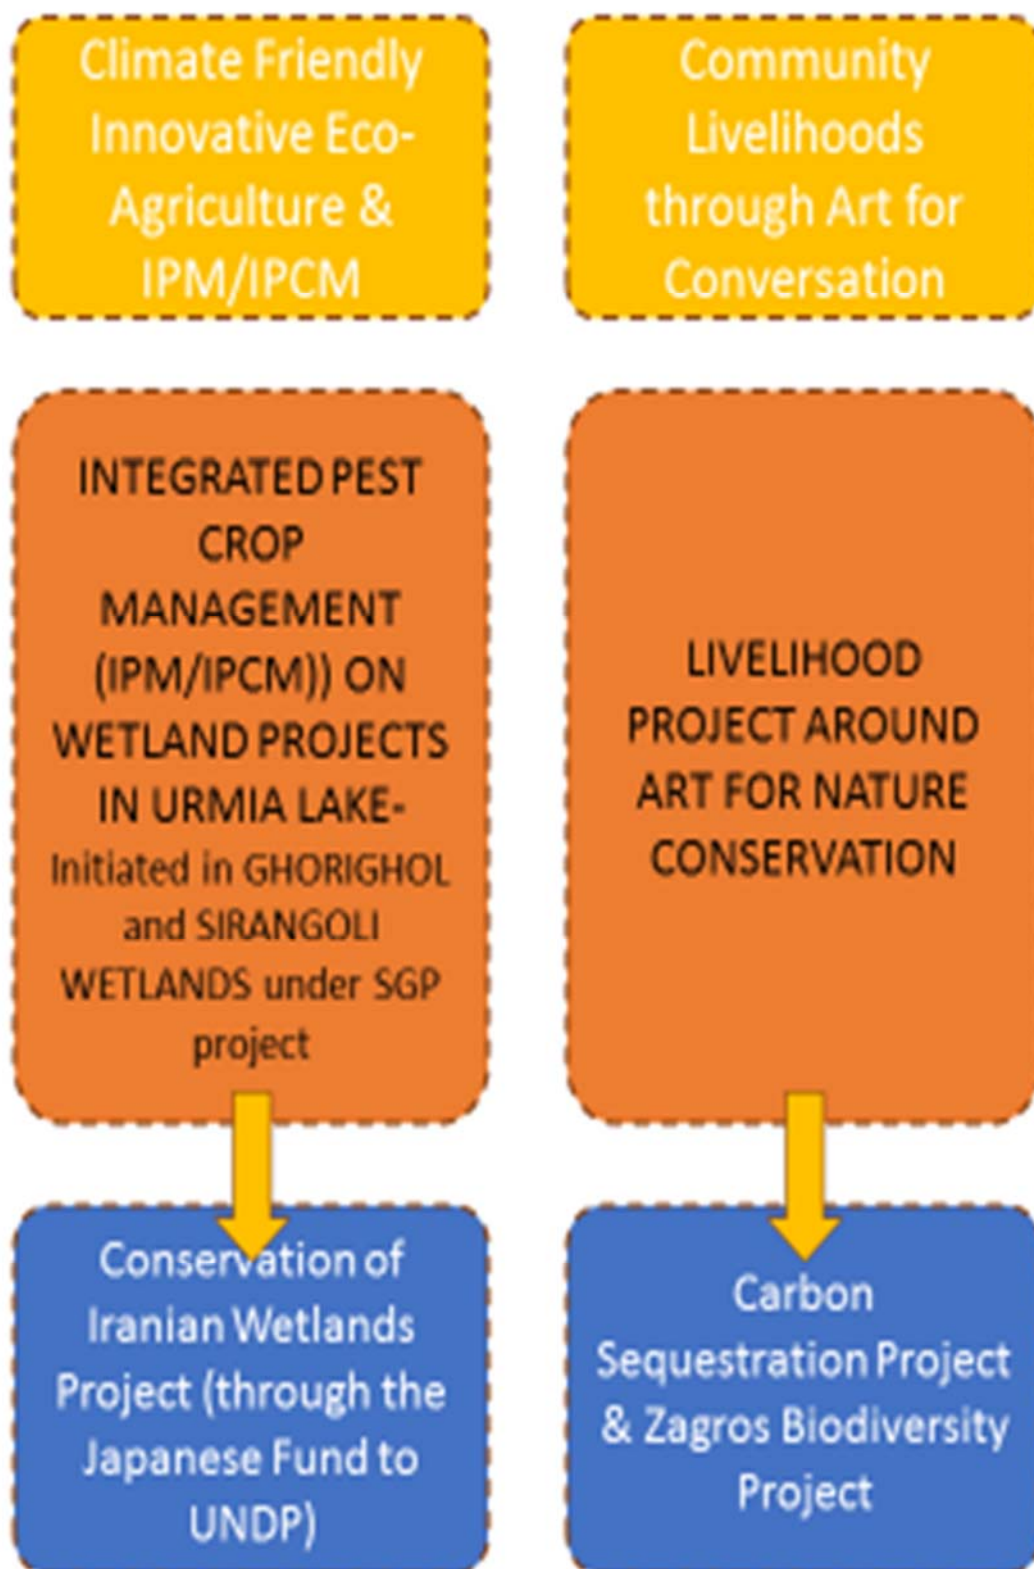 Climate Friendly
Innovative Eco-
Agriculture &
IPM/IPCM
Community
Livelihoods
through Art for
Conversation
INTEGRATED PEST
CROP
MANAGEMENT
(IPM/IPCM)) ON
WETLAND PROJECTS
IN URMIA LAKE-
Initiated in GHORIGHOL
and SIRANGOLI
WETLANDS under SGP
project
LIVELIHOOD
PROJECT AROUND
ART FOR NATURE
CONSERVATION
Conservation of
Iranian Wetlands
Project (through the
Japanese Fund to
UNDP)
Carbon
Sequestration Project
& Zagros Biodiversity
Project